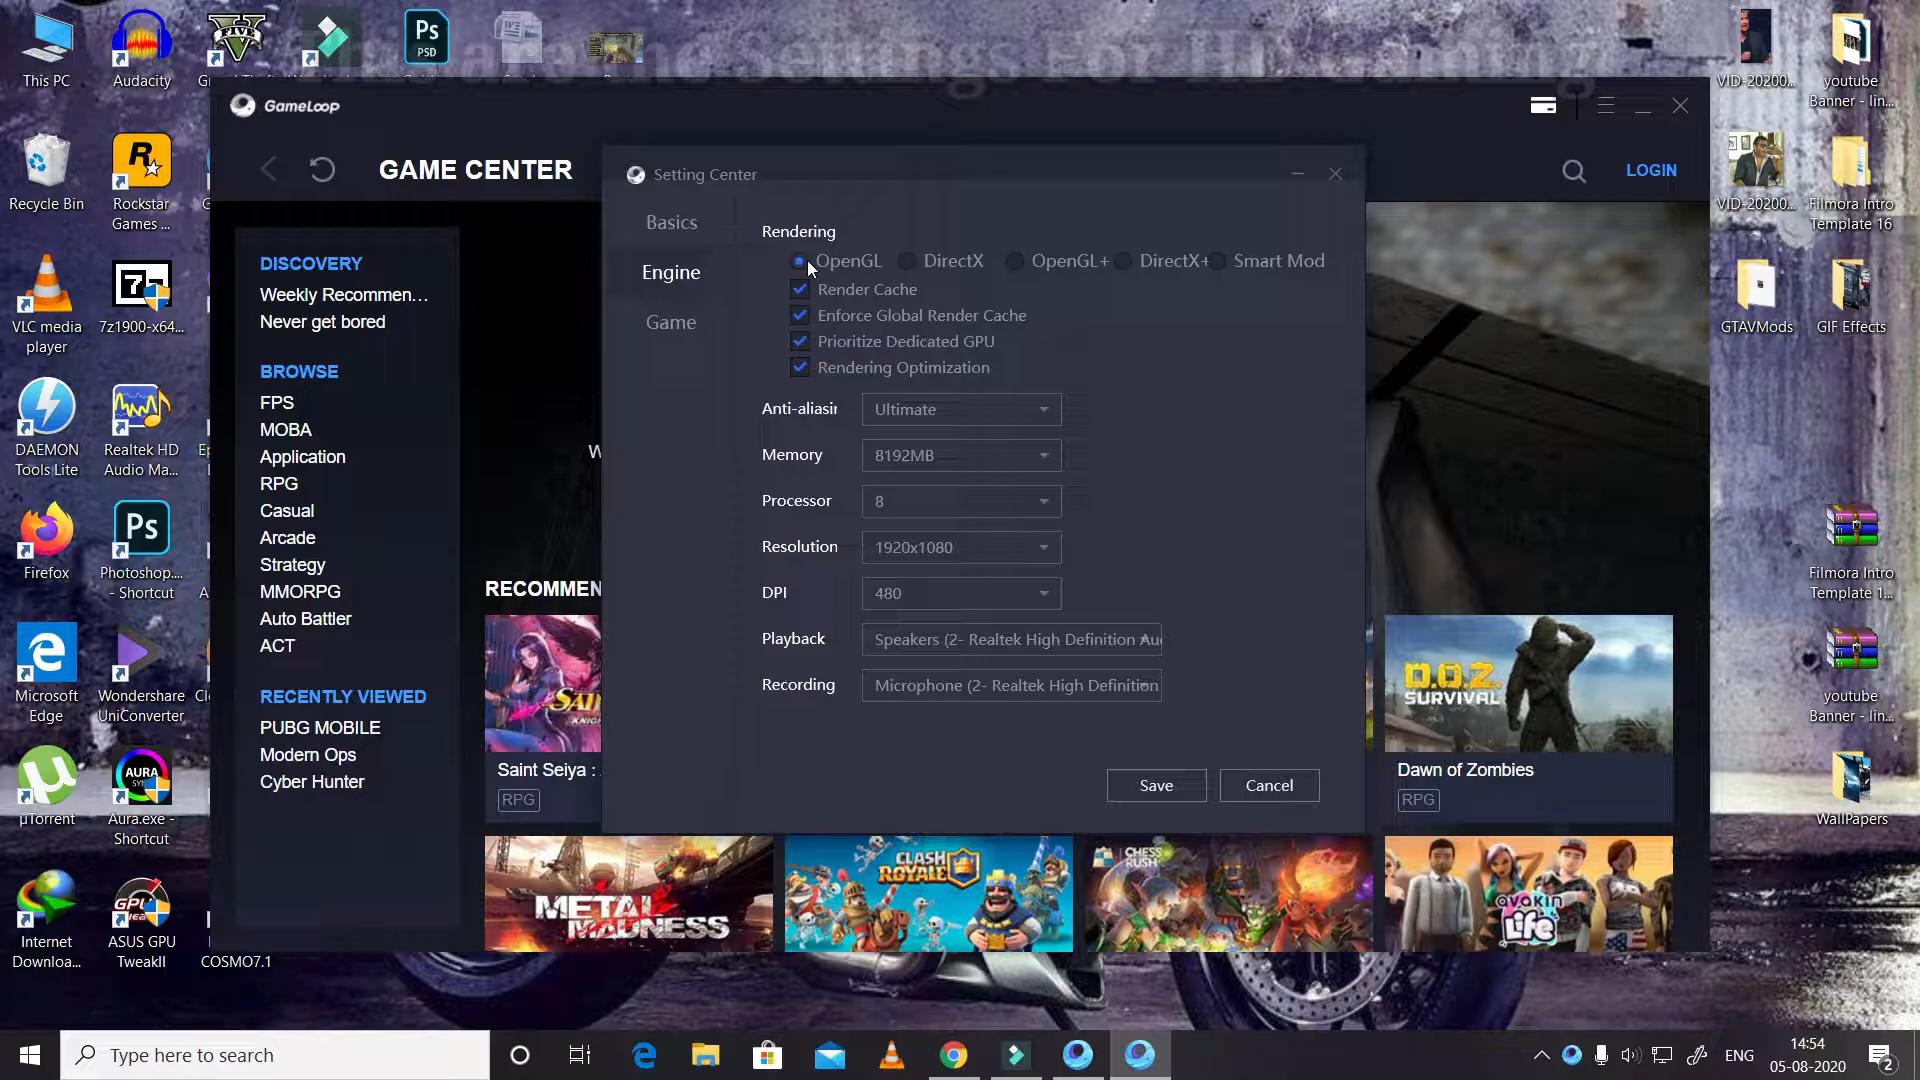 This PC
Audacity
PSD
FIVE
VID-20200...
youtube
Banner - lin...
GameLoop
GAME CENTER
LOGIN
Setting Center
Recycle Bin
Rockstar
Games ...
VID-20200...
Filmora Intro
Template 16
Basics
Engine
Game
Rendering
OpenGL
DirectX
OpenGL+
DirectX+
Smart Mod
Render Cache
Enforce Global Render Cache
Prioritize Dedicated GPU
Rendering Optimization
Anti-aliasin
Ultimate
Memory
8192MB
Processor
8
Resolution
1920x1080
DPI
480
Playback
Speakers (2- Realtek High Definition Au
Recording
Microphone (2- Realtek High Definition
Save
Cancel
DISCOVERY
Weekly Recommen...
Never get bored
BROWSE
FPS
MOBA
Application
RPG
Casual
Arcade
Strategy
MMORPG
Auto Battler
ACT
RECENTLY VIEWED
PUBG MOBILE
Modern Ops
Cyber Hunter
RECOMMEN
Saint Seiya :
RPG
D.O.Z.
SURVIVAL
Dawn of Zombies
RPG
METAL
MADNESS
CLASH
ROYALE
CHESS
RUSH
avakin
Life
VLC media
player
7z1900-x64...
GTAVMods
GIF Effects
DAEMON
Tools Lite
Realtek HD
Audio Ma...
Firefox
Photoshop....
- Shortcut
Filmora Intro
Template 1...
Microsoft
Edge
Wondershare
UniConverter
youtube
Banner - lin...
µTorrent
AURA
Aura.exe -
Shortcut
WallPapers
Internet
Downloa...
ASUS GPU
TweakII
COSMO7.1
Type here to search
ENG
14:54
05-08-2020
2